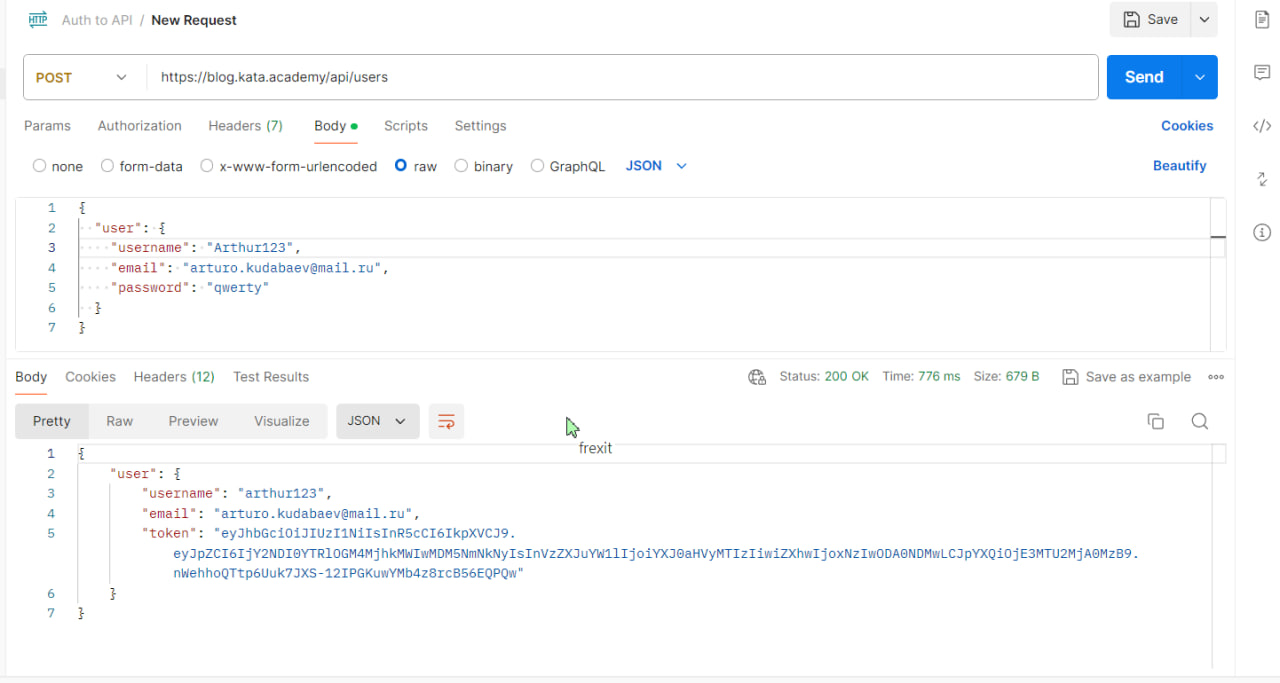 HTTP Auth to API / New Request Save
POST https://blog.kata.academy/api/users Send
Params Authorization Headers (7) Body Scripts Settings Cookies
none form-data x-www-form-urlencoded raw binary GraphQL JSON Beautify
1 {
2 "user": {
3 "username": "Arthur123",
4 "email": "arturo.kudabaev@mail.ru",
5 "password": "qwerty"
6 }
7 }
Body Cookies Headers (12) Test Results Status: 200 OK Time: 776 ms Size: 679 B Save as example
Pretty Raw Preview Visualize JSON
frexit
1 {
2 "user": {
3 "username": "arthur123",
4 "email": "arturo.kudabaev@mail.ru",
5 "token": "eyJhbGciOiJIUzI1NiIsInR5cCI6IkpXVCJ9.
eyJpZCI6IjY2NDI0YTRlOGM4MjhkMWIwMDM5NmNkNyIsInVzZXJuYW1lIjoiYXJ0aHVyMTIzIiwiZXhwIjoxNzIwODA0NDMwLCJpYXQiOjE3MTU2MjA0MzB9.
nWehhoQTtp6Uuk7JXS-12IPGKuwYMb4z8rcB56EQPQw"
6 }
7 }